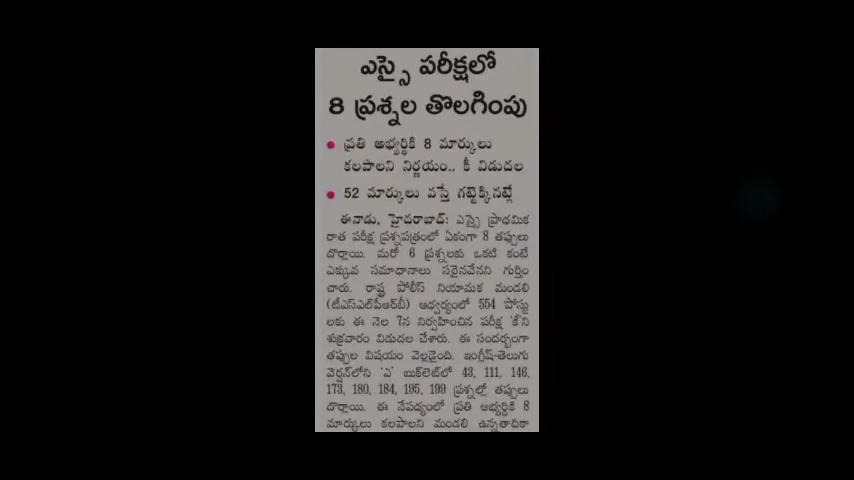 ఎస్సై పరీక్షలో
8 ప్రశ్నల తొలగింపు
• ప్రతి అభ్యర్థికి 8 మార్కులు
కలపాలని నిర్ణయం.. కీ విడుదల
• 52 మార్కులు వస్తే గట్టెక్కినట్లే
ఈనాడు, హైదరాబాద్: ఎస్సై ప్రాథమిక
రాత పరీక్ష ప్రశ్నపత్రంలో ఏకంగా 8 తప్పులు
దొర్లాయి. మరో 6 ప్రశ్నలకు ఒకటి కంటే
ఎక్కువ సమాధానాలు సరైనవేనని గుర్తిం
చారు. రాష్ట్ర పోలీస్ నియామక మండలి
(టీఎస్ఎల్‌పీఆర్‌బీ) ఆధ్వర్యంలో 554 పోస్టు
లకు ఈ నెల 7న నిర్వహించిన పరీక్ష 'కీ'ని
శుక్రవారం విడుదల చేశారు. ఈ సందర్భంగా
తప్పుల విషయం వెల్లడైంది. ఇంగ్లీష్-తెలుగు
వెర్షన్‌లోని 'ఎ' బుక్‌లెట్‌లో 43, 111, 146,
173, 180, 184, 195, 199 ప్రశ్నల్లో తప్పులు
దొర్లాయి. ఈ నేపథ్యంలో ప్రతి అభ్యర్థికి 8
మార్కులు కలపాలని మండలి ఉన్నతాధికా